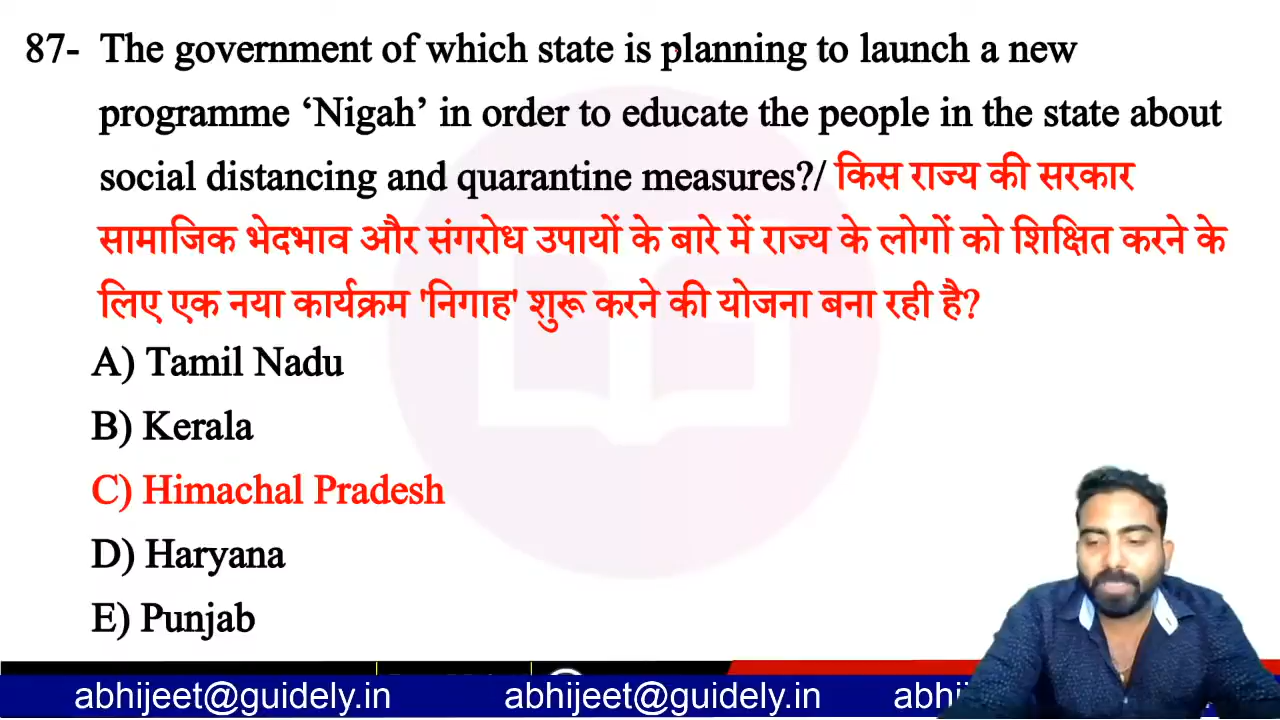 87- The government of which state is planning to launch a new
programme ‘Nigah’ in order to educate the people in the state about
social distancing and quarantine measures?/ किस राज्य की सरकार
सामाजिक भेदभाव और संगरोध उपायों के बारे में राज्य के लोगों को शिक्षित करने के
लिए एक नया कार्यक्रम 'निगाह' शुरू करने की योजना बना रही है?
A) Tamil Nadu
B) Kerala
C) Himachal Pradesh
D) Haryana
E) Punjab
abhijeet@guidely.in abhijeet@guidely.in abhij